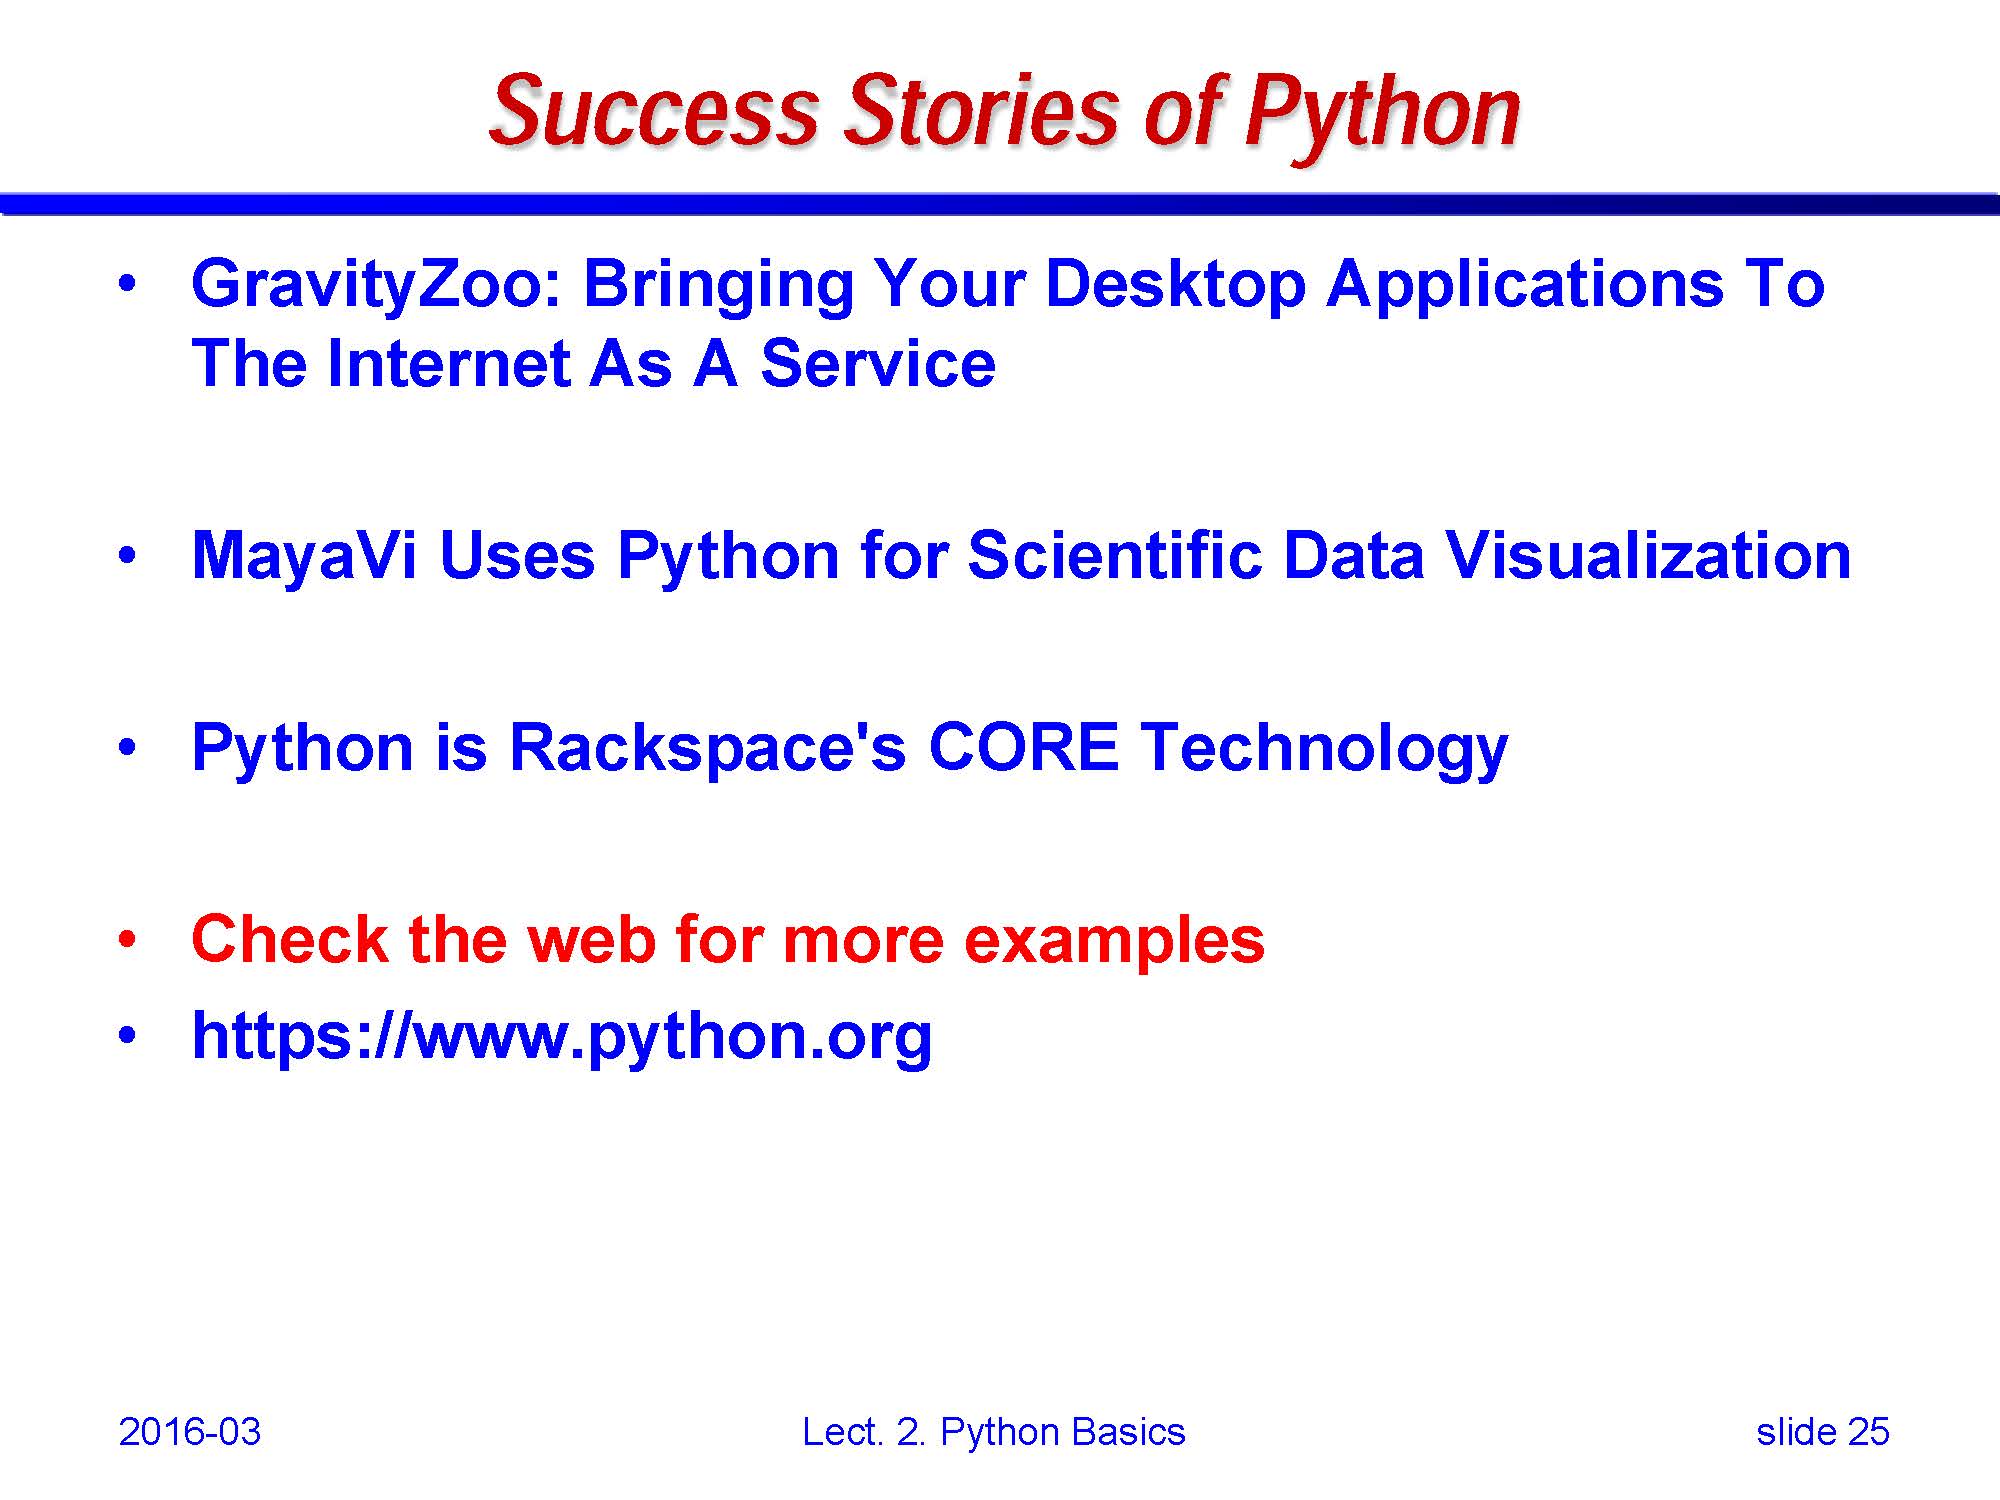 Success Stories of Python
• GravityZoo: Bringing Your Desktop Applications To
The Internet As A Service
• MayaVi Uses Python for Scientific Data Visualization
• Python is Rackspace's CORE Technology
• Check the web for more examples
• https://www.python.org
2016-03 Lect. 2. Python Basics slide 25